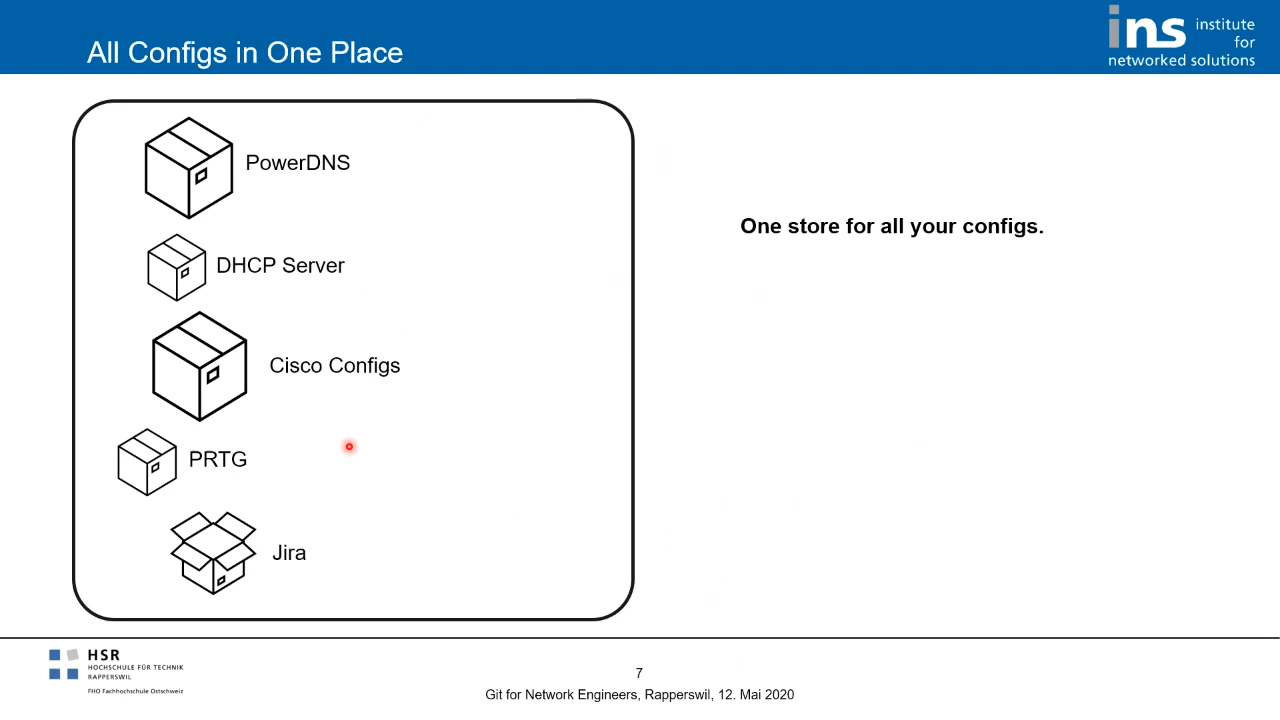 All Configs in One Place
ins institute
for
networked solutions
PowerDNS
DHCP Server
Cisco Configs
PRTG
Jira
One store for all your configs.
HSR
HOCHSCHULE FÜR TECHNIK
RAPPERSWIL
FHO Fachhochschule Ostschweiz
7
Git for Network Engineers, Rapperswil, 12. Mai 2020